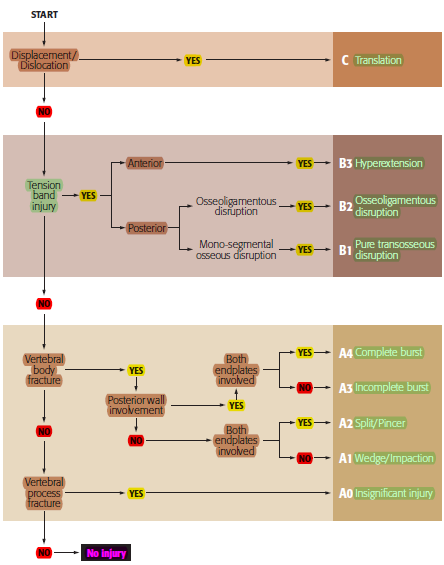 START
Displacement/
Dislocation
YES
C Translation
NO
Anterior
YES
B3 Hyperextension
Tension
band
injury
YES
Osseoligamentous
disruption
YES
B2 Osseoligamentous
disruption
Posterior
Mono-segmental
osseous disruption
YES
B1 Pure transosseous
disruption
NO
Vertebral
body
fracture
YES
Both
endplates
involved
YES
A4 Complete burst
NO
A3 Incomplete burst
Posterior wall
involvement
YES
NO
Both
endplates
involved
YES
A2 Split/Pincer
NO
A1 Wedge/Impaction
NO
Vertebral
process
fracture
YES
A0 Insignificant injury
NO
No injury